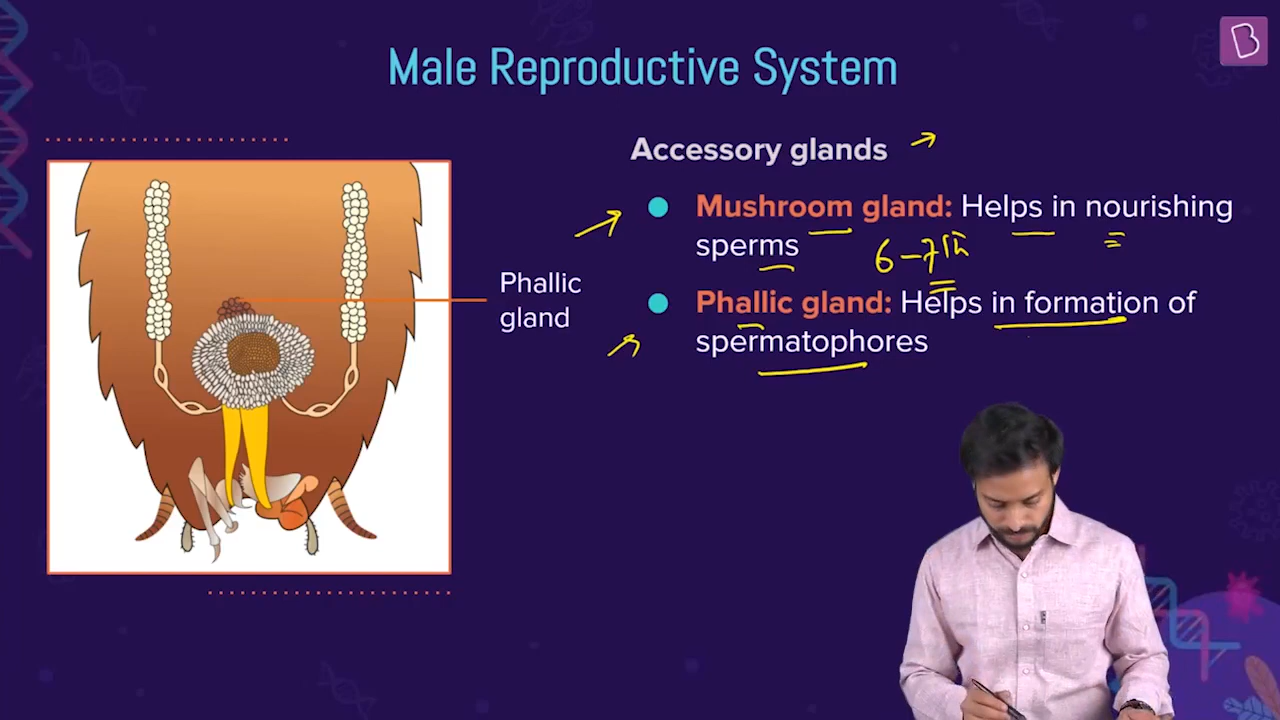 Male Reproductive System
Accessory glands
Mushroom gland: Helps in nourishing
sperms
6-7th
Phallic gland: Helps in formation of
spermatophores
Phallic
gland
B